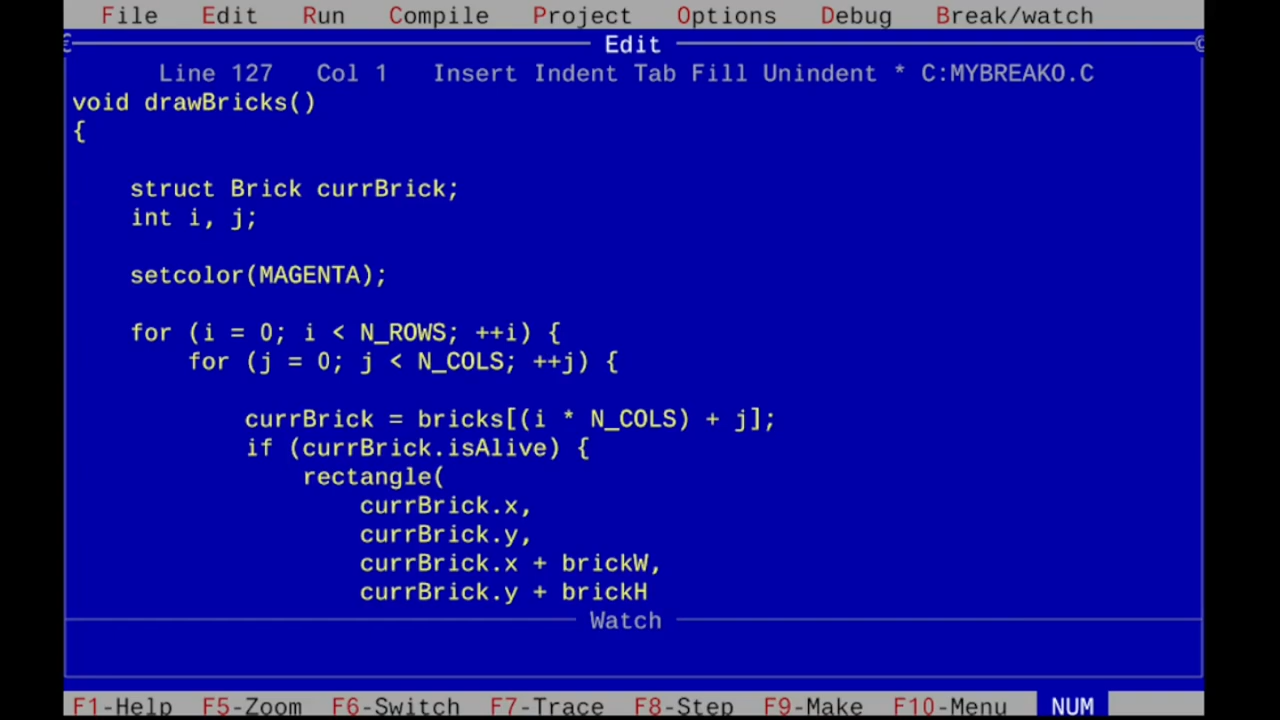 File Edit Run Compile Project Options Debug Break/watch
Edit
Line 127 Col 1 Insert Indent Tab Fill Unindent * C:MYBREAKO.C
void drawBricks()
{
struct Brick currBrick;
int i, j;
setcolor(MAGENTA);
for (i = 0; i < N_ROWS; ++i) {
for (j = 0; j < N_COLS; ++j) {
currBrick = bricks[(i * N_COLS) + j];
if (currBrick.isAlive) {
rectangle(
currBrick.x,
currBrick.y,
currBrick.x + brickW,
currBrick.y + brickH
Watch
F1-Help F5-Zoom F6-Switch F7-Trace F8-Step F9-Make F10-Menu NUM